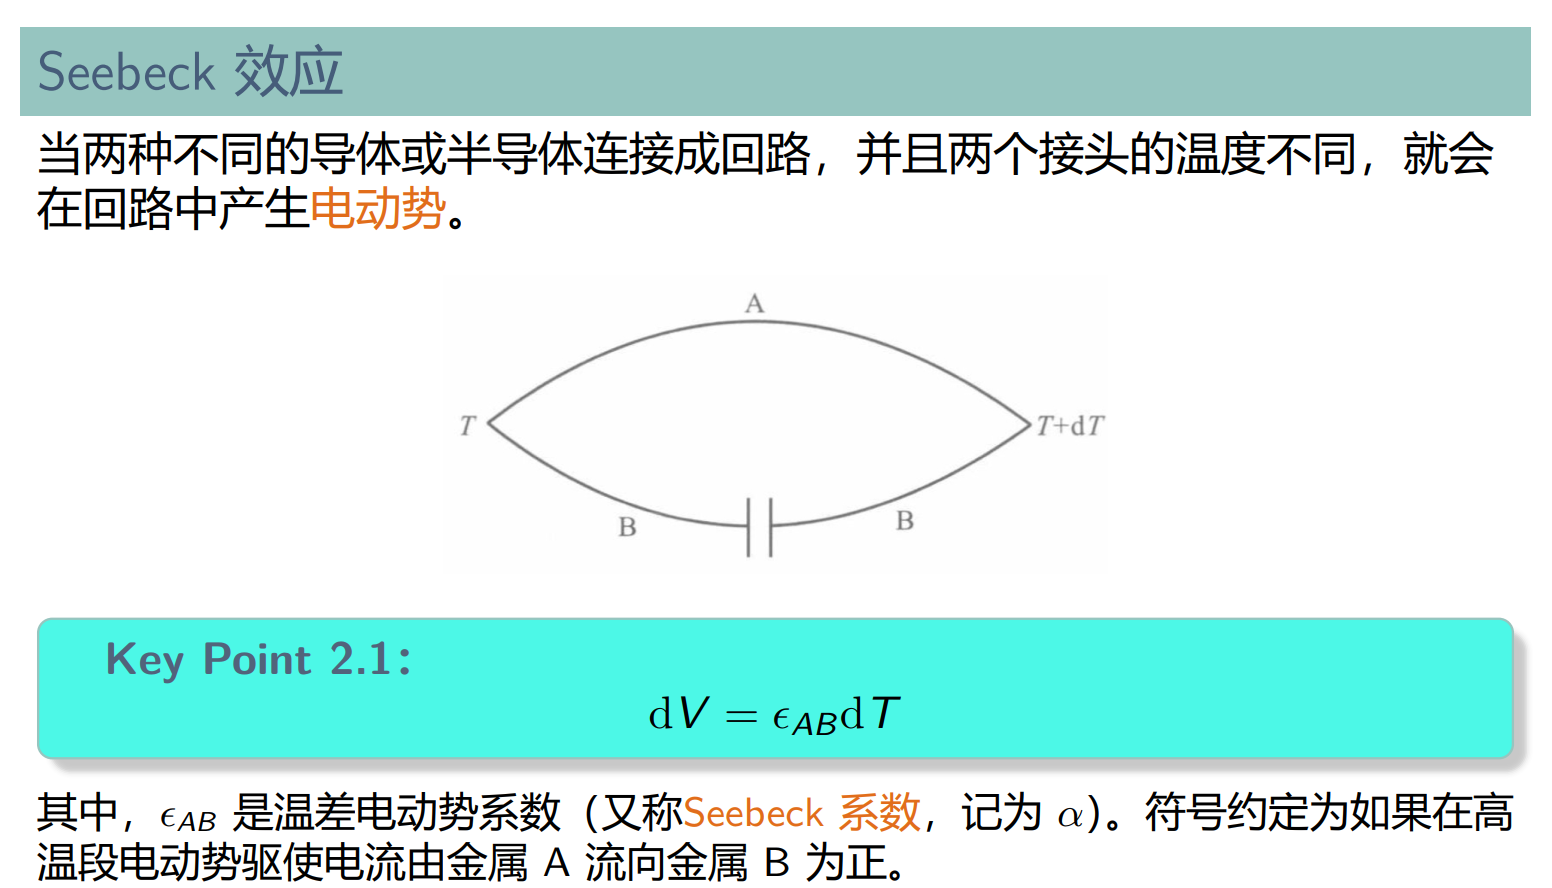 Seebeck 效应
当两种不同的导体或半导体连接成回路，并且两个接头的温度不同，就会
在回路中产生电动势。
A
T
T+dT
B
B
Key Point 2.1:
dV = ϵ_{AB}dT
其中，ϵ_{AB} 是温差电动势系数（又称Seebeck 系数，记为 α）。符号约定为如果在高
温段电动势驱使电流由金属 A 流向金属 B 为正。